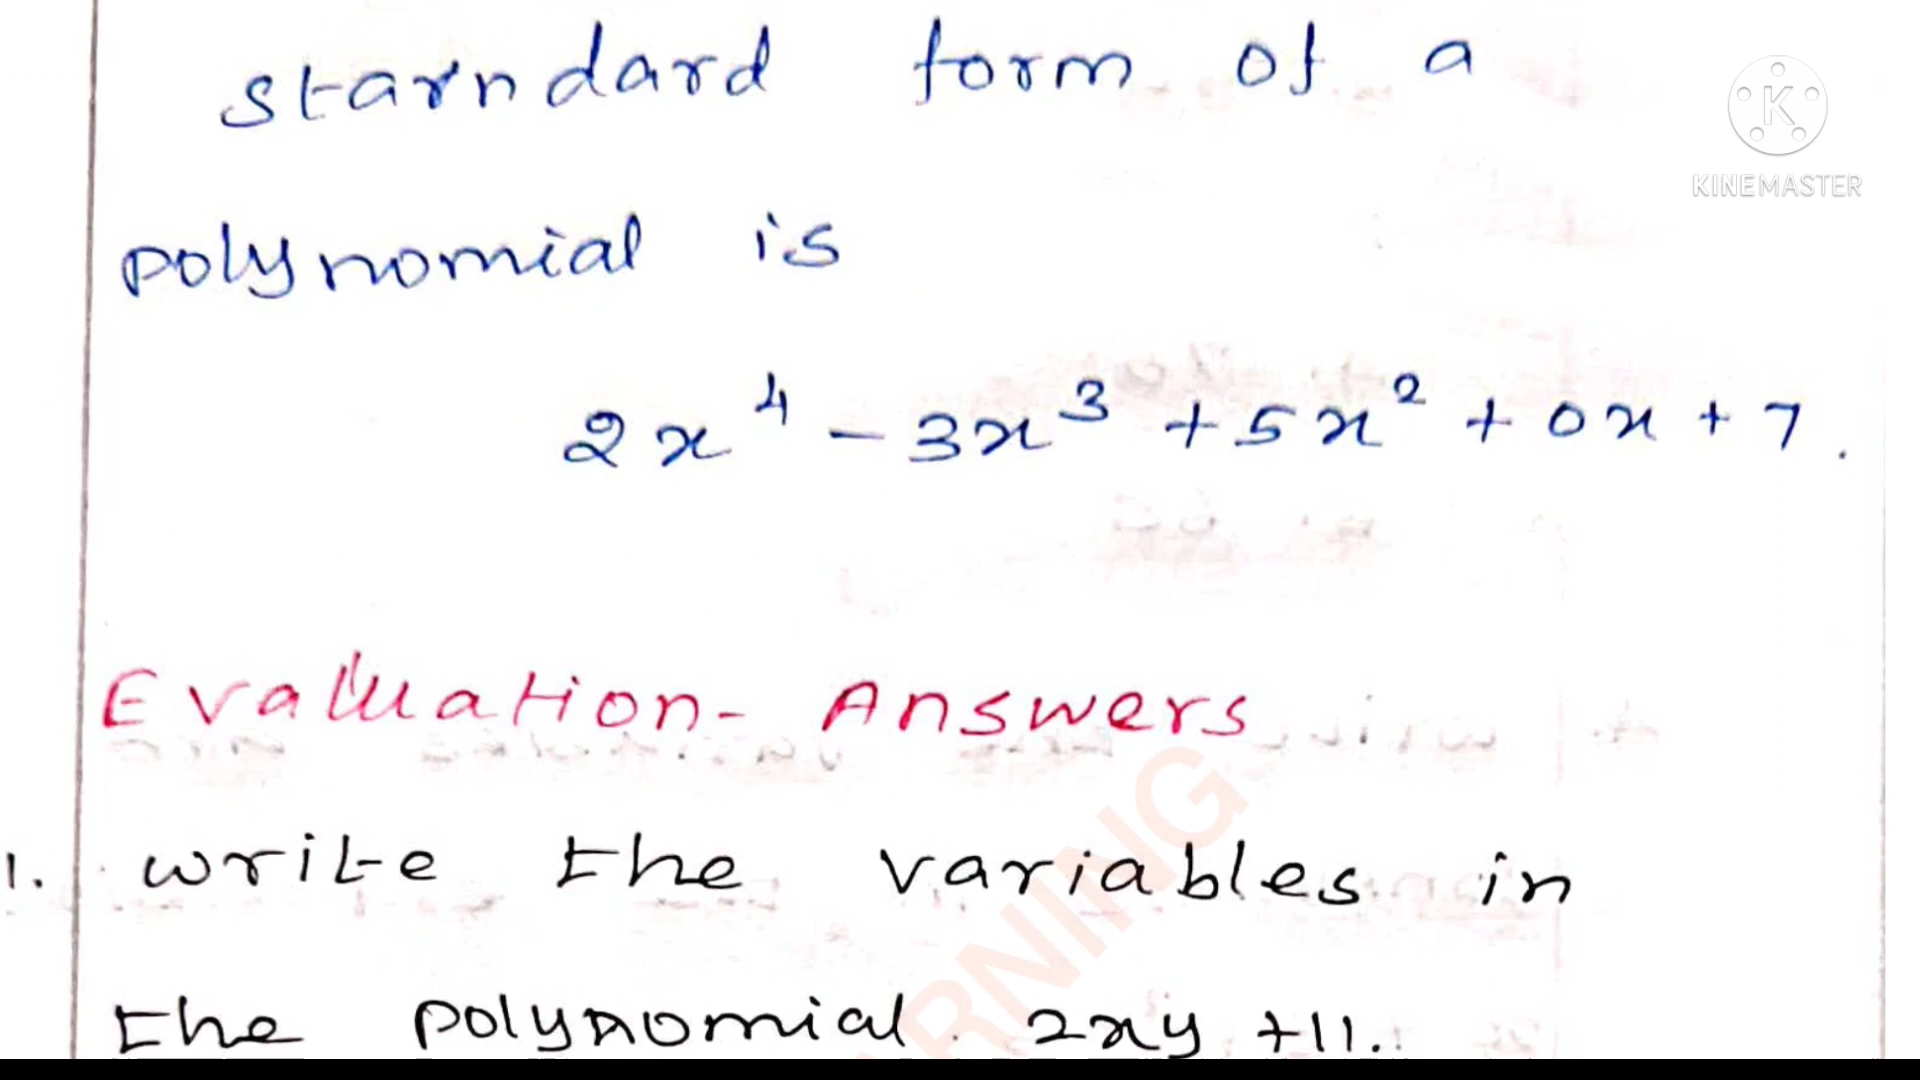 starndard form of a
K
KINEMASTER
polynomial is
2x⁴ - 3x³ + 5x² + 0x + 7.
Evaluation- Answers
1. write the variables in
the polynomial 2xy + 11.
RNING